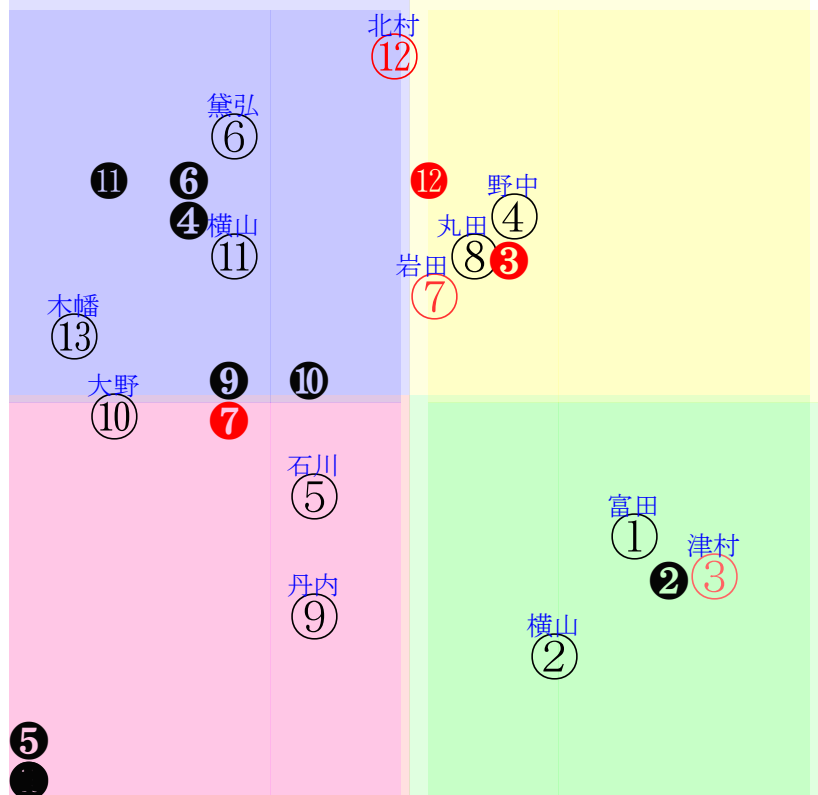 北村
⑫
黛弘
⑥
⓫ ❻ ⓬ 野中
❹ 横山 丸田 ④
⑪ ⑧ ❸
岩田
⑦
木幡
⑬
大野 ❾ ❿
⑩ ❼
石川
⑤
富田
① 津村
❷ ③
丹内
⑨
横山
②
❺